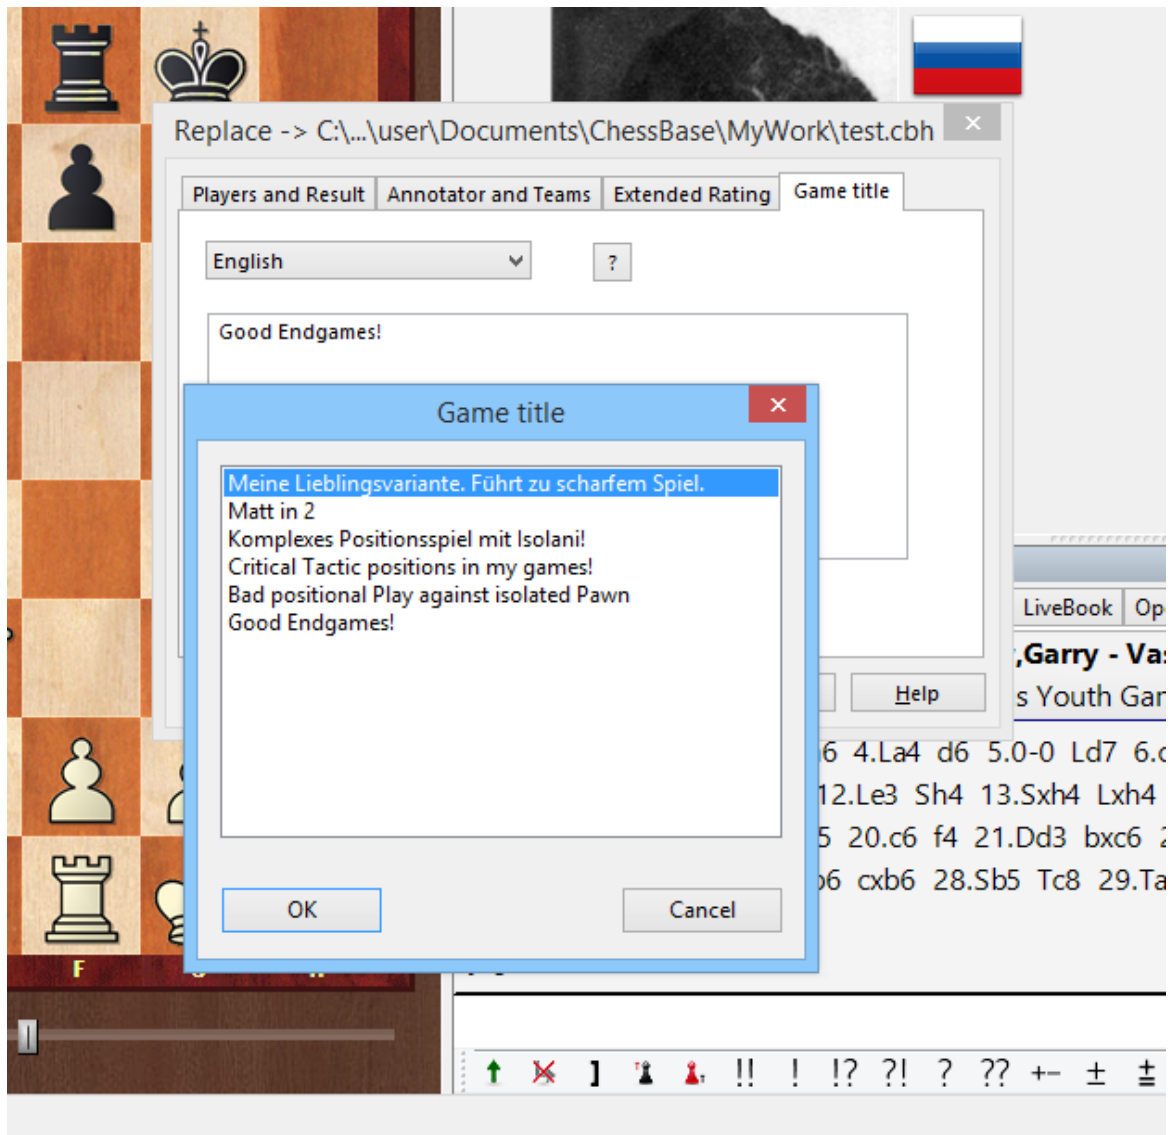 Replace -> C:\...\user\Documents\ChessBase\MyWork\test.cbh
Players and Result
Annotator and Teams
Extended Rating
Game title
English
?
Good Endgames!
Game title
Meine Lieblingsvariante. Führt zu scharfem Spiel.
Matt in 2
Komplexes Positionsspiel mit Isolani!
Critical Tactic positions in my games!
Bad positional Play against isolated Pawn
Good Endgames!
OK
Cancel
Help
LiveBook
,Garry -
Youth
4.La4 d6 5.0-0 Ld7
12.Le3 Sh4 13.Sxh4 Lxh4
20.c6 f4 21.Dd3 bxc6
cxb6 28.Sb5 Tc8
F
] !! ! !? ?! ? ?? +− ± ⩲